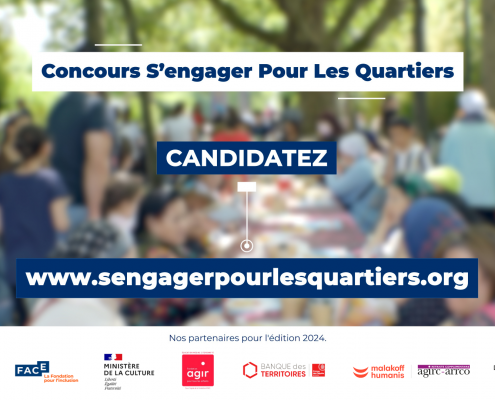 Concours S'engager Pour Les Quartiers
CANDIDATEZ
www.sengagerpourlesquartiers.org
Nos partenaires pour l'édition 2024.
FACE
La Fondation
pour l'Inclusion
MINISTÈRE
DE LA CULTURE
Liberté
Égalité
Fraternité
agir
BANQUE des
TERRITOIRES
malakoff
humanis
agirc-arrco